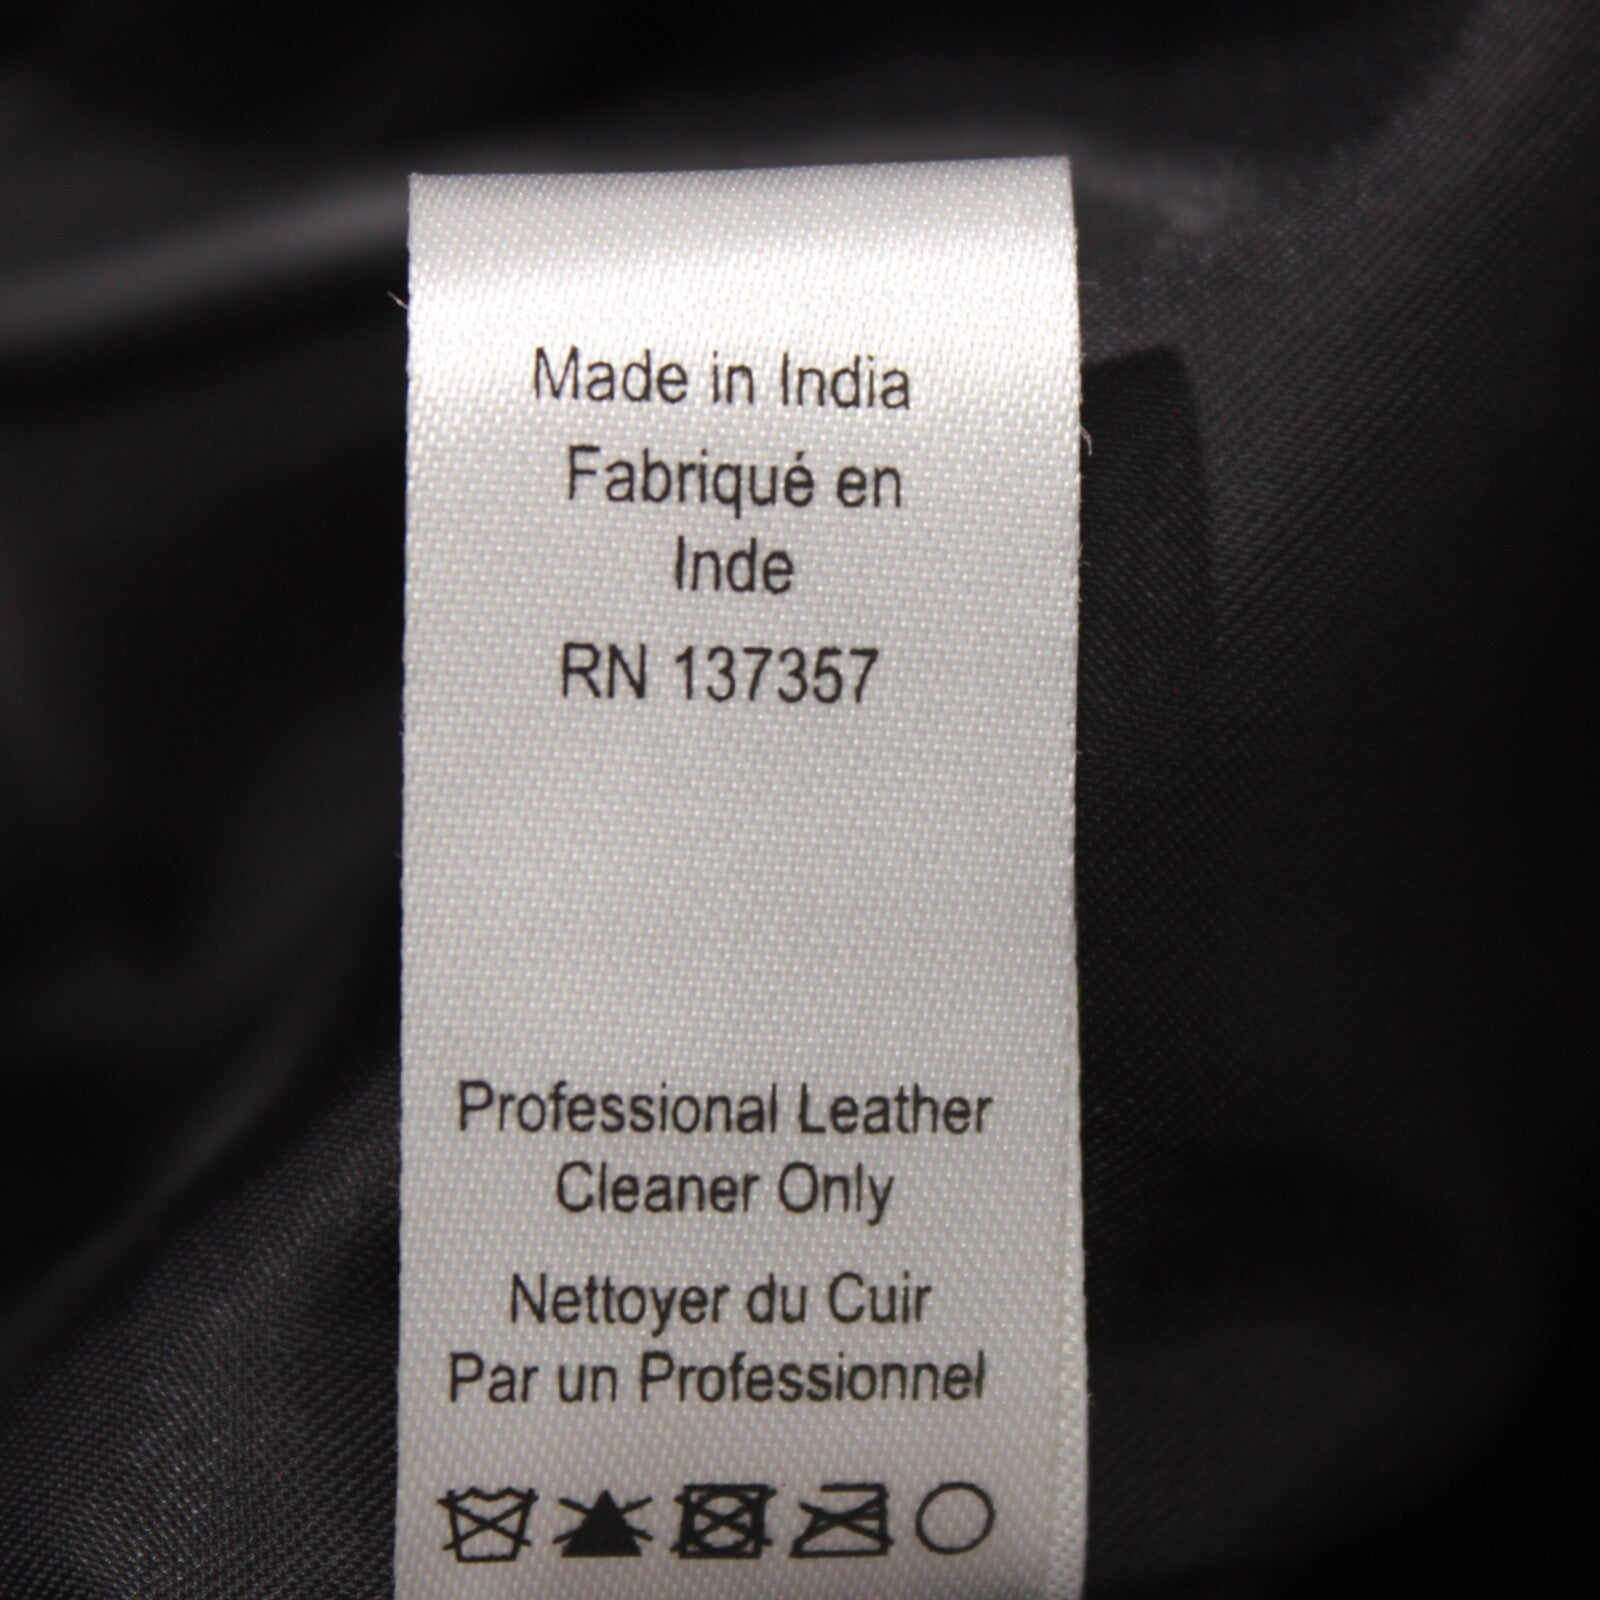 Made in India
Fabriqué en
Inde
RN 137357
Professional Leather
Cleaner Only
Nettoyer du Cuir
Par un Professionnel